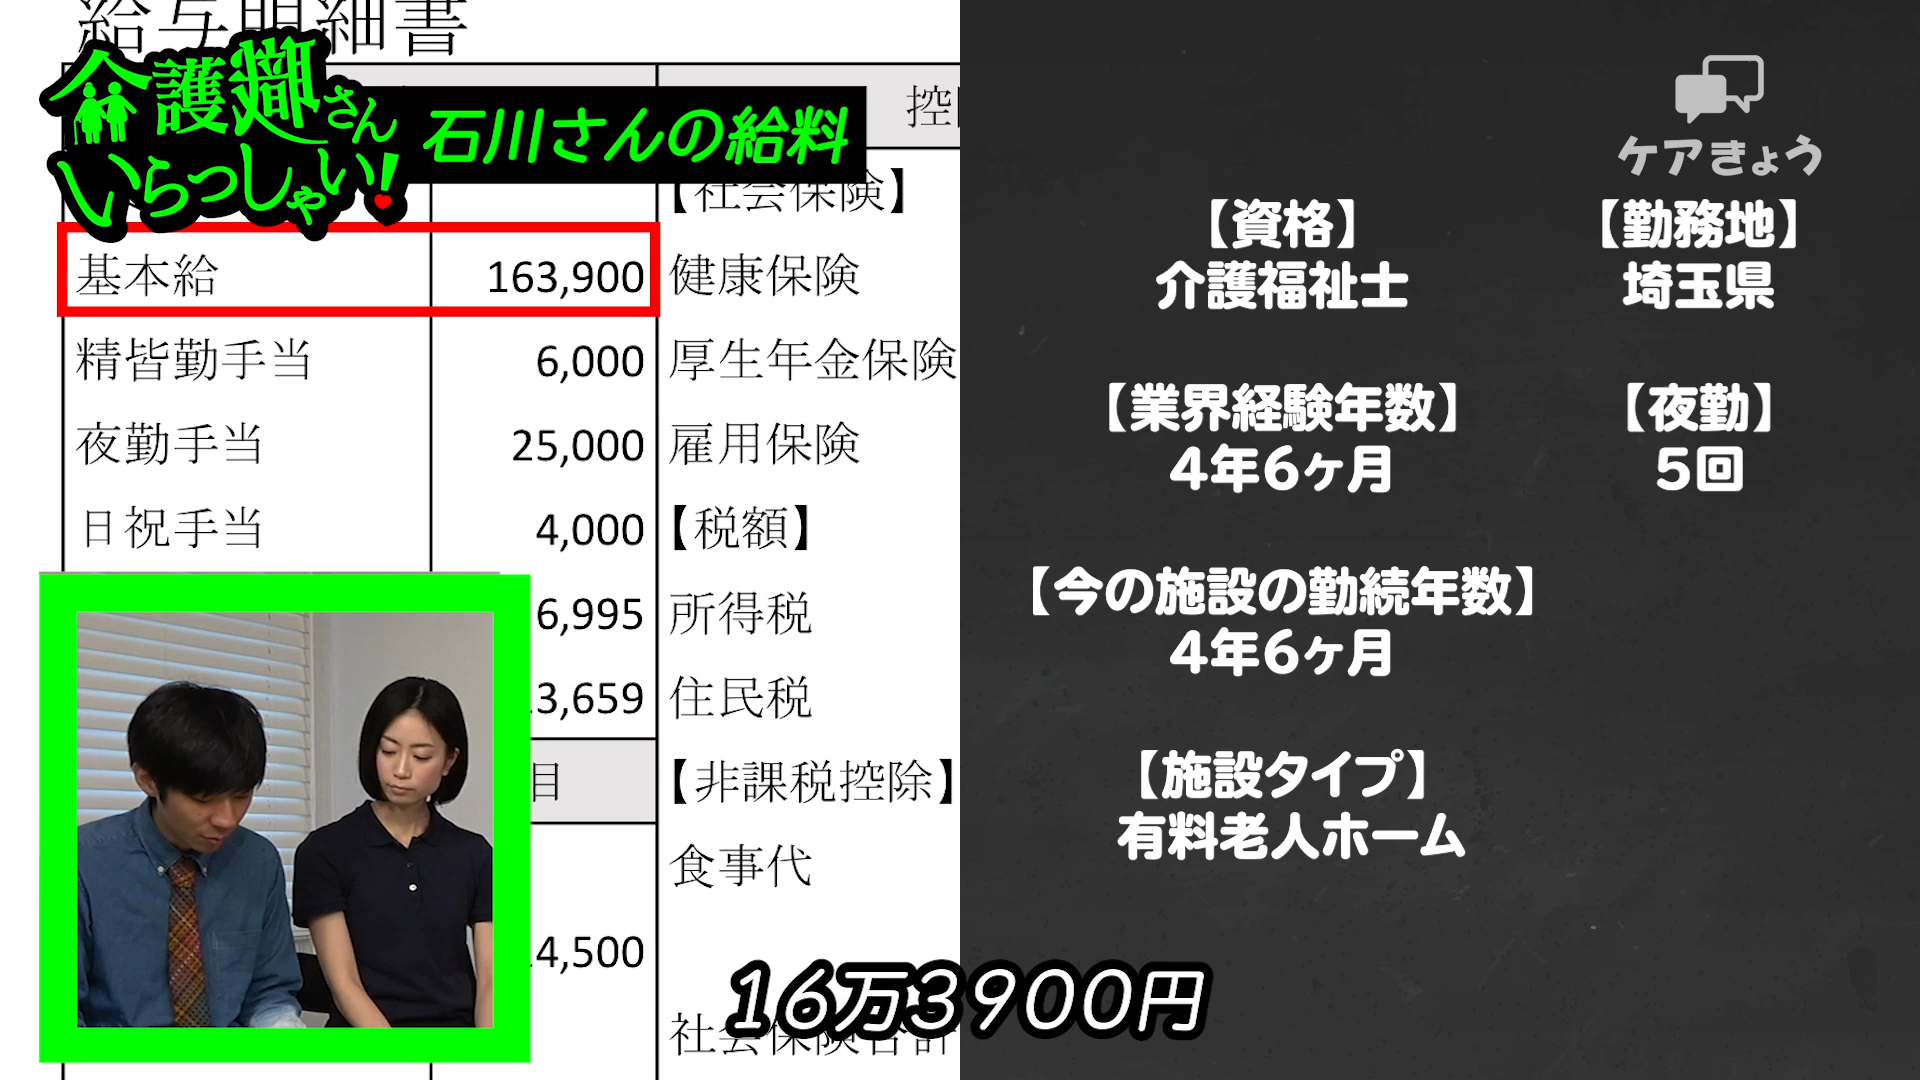 給与明細書
介護職さん
いらっしゃい!
石川さんの給料
【社会保険】
基本給 163,900 健康保険
精皆勤手当 6,000 厚生年金保険
夜勤手当 25,000 雇用保険
日祝手当 4,000 【税額】
6,995 所得税
3,659 住民税
目 【非課税控除】
食事代
4,500
社会保険合計
16万3900円
ケアきょう
【資格】
介護福祉士
【勤務地】
埼玉県
【業界経験年数】
4年6ヶ月
【夜勤】
5回
【今の施設の勤続年数】
4年6ヶ月
【施設タイプ】
有料老人ホーム